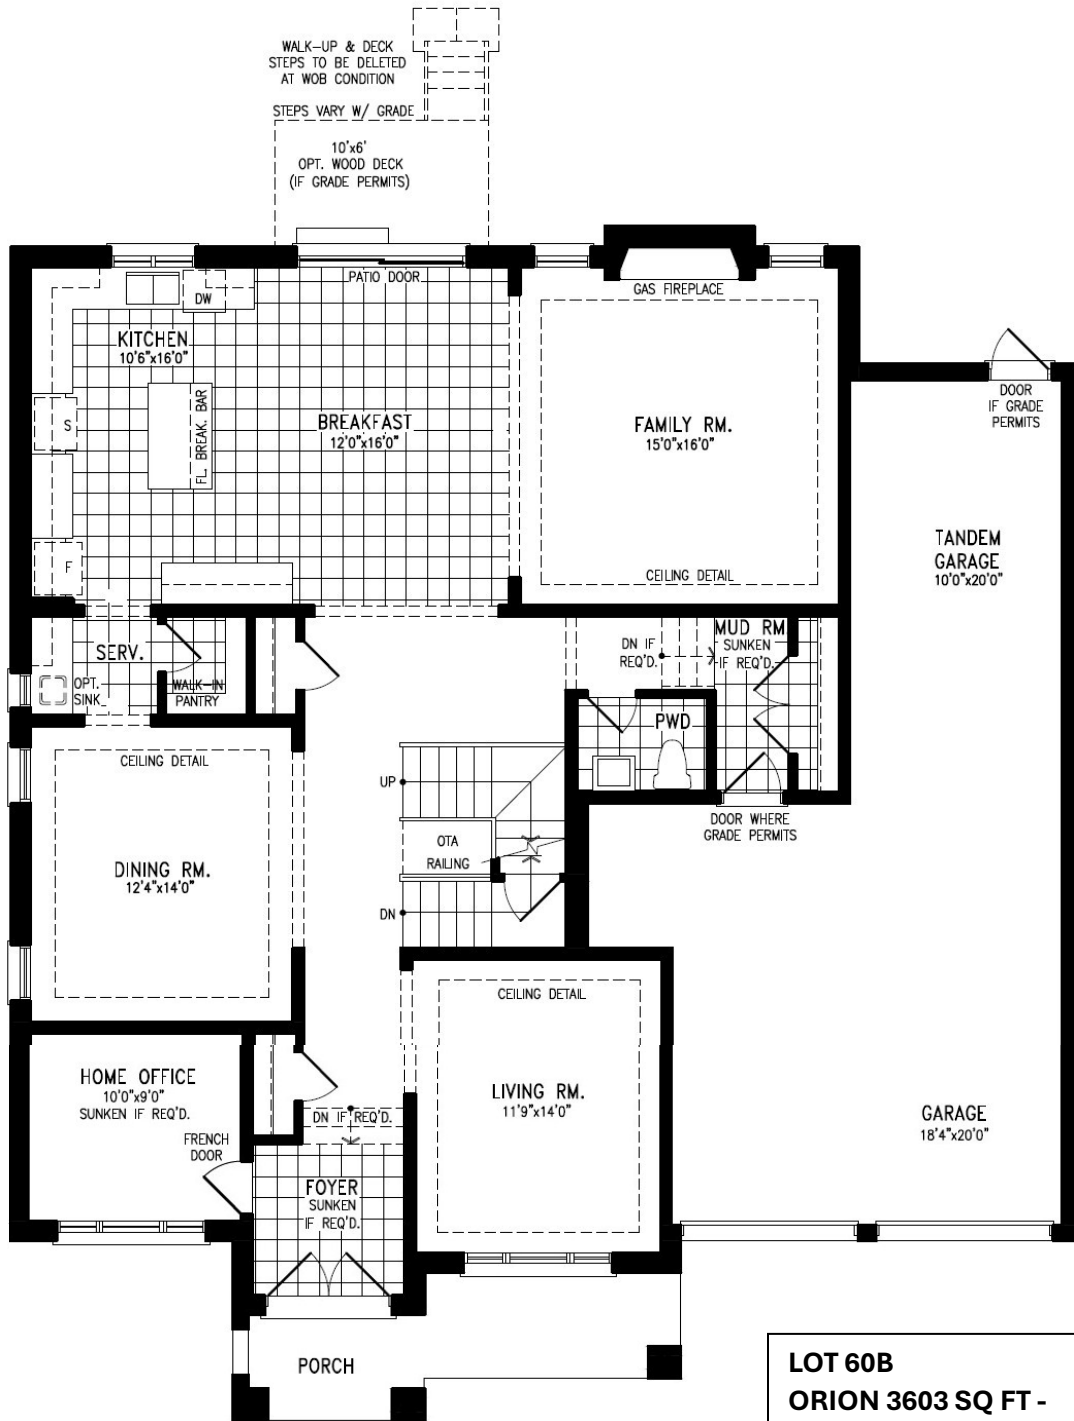 WALK-UP & DECK
STEPS TO BE DELETED
AT WOB CONDITION
STEPS VARY W/ GRADE
10'x6'
OPT. WOOD DECK
(IF GRADE PERMITS)
PATIO DOOR
GAS FIREPLACE
DW
KITCHEN
10'6"x16'0"
S
FL. BREAK. BAR
BREAKFAST
12'0"x16'0"
FAMILY RM.
15'0"x16'0"
DOOR
IF GRADE
PERMITS
F
CEILING DETAIL
TANDEM
GARAGE
10'0"x20'0"
SERV.
OPT.
SINK
WALK-IN
PANTRY
DN IF
REQ'D.
MUD RM.
SUNKEN
IF REQ'D.
PWD
CEILING DETAIL
UP
OTA
RAILING
DOOR WHERE
GRADE PERMITS
DINING RM.
12'4"x14'0"
DN
CEILING DETAIL
HOME OFFICE
10'0"x9'0"
SUNKEN IF REQ'D.
FRENCH
DOOR
DN IF REQ'D.
LIVING RM.
11'9"x14'0"
GARAGE
18'4"x20'0"
FOYER
SUNKEN
IF REQ'D.
PORCH
LOT 60B
ORION 3603 SQ FT -